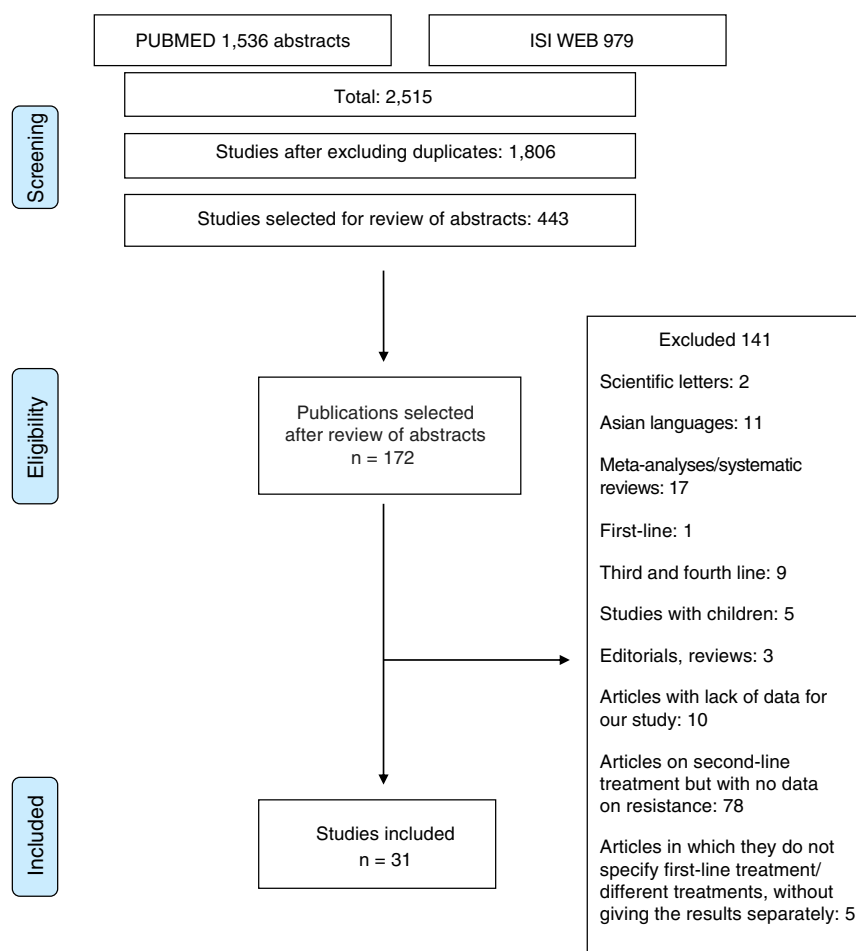 PUBMED 1,536 abstracts
ISI WEB 979
Total: 2,515
Studies after excluding duplicates: 1,806
Studies selected for review of abstracts: 443
Screening
Eligibility
Publications selected
after review of abstracts
n = 172
Excluded 141
Scientific letters: 2
Asian languages: 11
Meta-analyses/systematic
reviews: 17
First-line: 1
Third and fourth line: 9
Studies with children: 5
Editorials, reviews: 3
Articles with lack of data for
our study: 10
Articles on second-line
treatment but with no data
on resistance: 78
Articles in which they do not
specify first-line treatment/
different treatments, without
giving the results separately: 5
Included
Studies included
n = 31